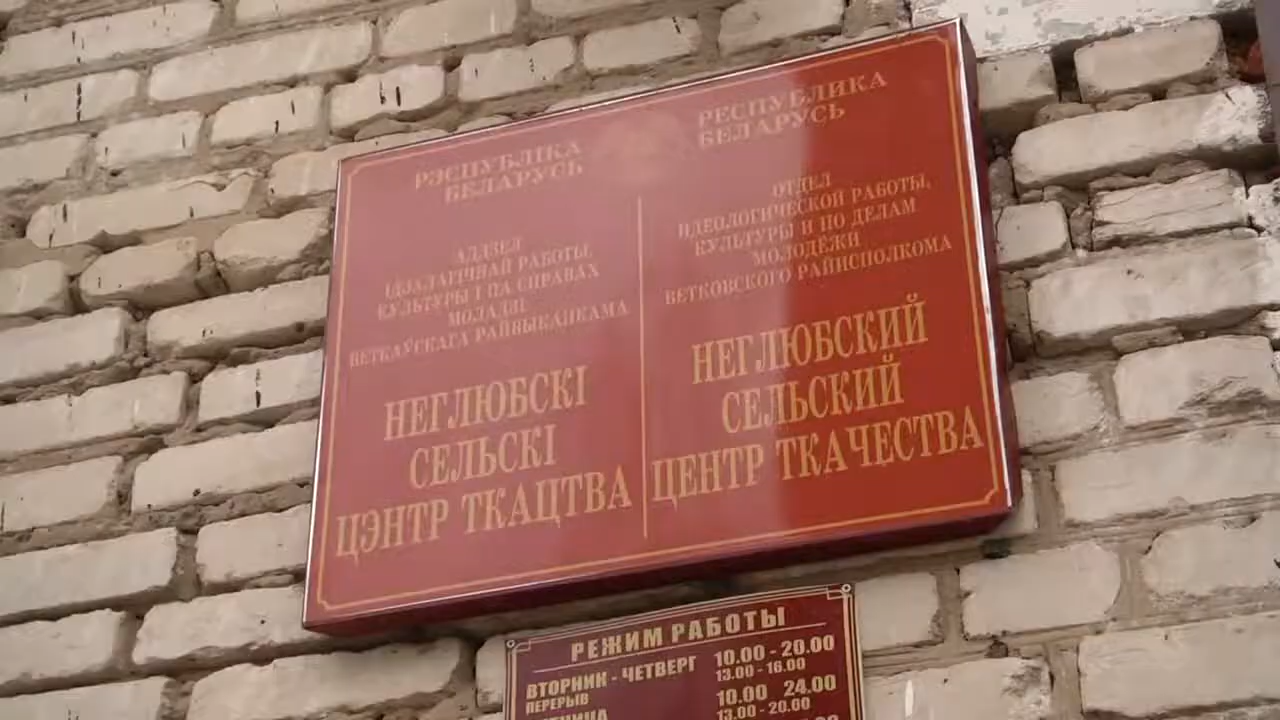 РЭСПУБЛІКА
БЕЛАРУСЬ
АДДЗЕЛ
ІДЭАЛАГІЧНАЙ РАБОТЫ,
КУЛЬТУРЫ І ПА СПРАВАХ
МОЛАДЗІ
ВЕТКАЎСКАГА РАЙВЫКАНКАМА
НЕГЛЮБСКІ
СЕЛЬСКІ
ЦЭНТР ТКАЦТВА
РЕСПУБЛИКА
БЕЛАРУСЬ
ОТДЕЛ
ИДЕОЛОГИЧЕСКОЙ РАБОТЫ,
КУЛЬТУРЫ И ПО ДЕЛАМ
МОЛОДЁЖИ
ВЕТКОВСКОГО РАЙИСПОЛКОМА
НЕГЛЮБСКИЙ
СЕЛЬСКИЙ
ЦЕНТР ТКАЧЕСТВА
РЕЖИМ РАБОТЫ
ВТОРНИК - ЧЕТВЕРГ 10.00 - 20.00
ПЕРЕРЫВ 13.00 - 16.00
10.00 24.00
13.00 - 20.00